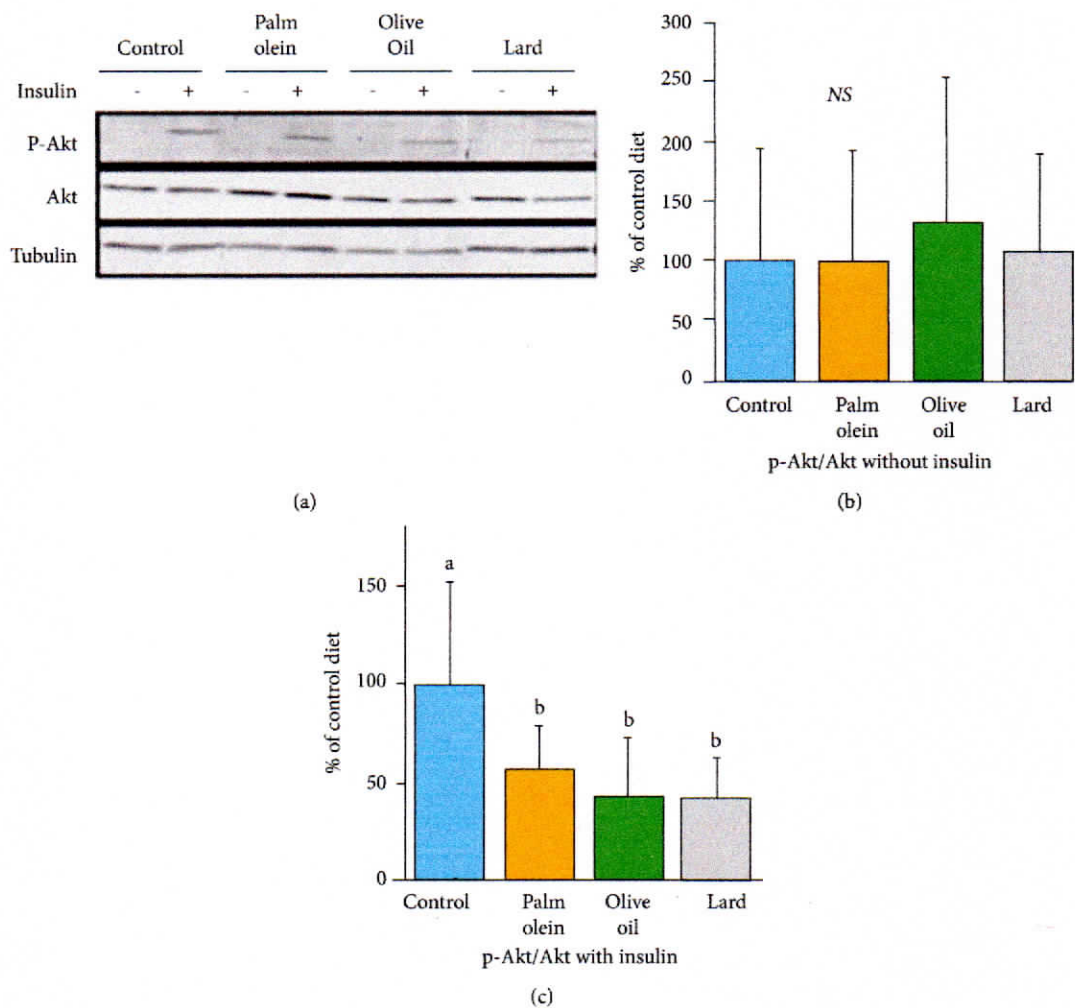 Control
Palm
olein
Olive
Oil
Lard
Insulin - + - + - + - +
P-Akt
Akt
Tubulin
(a)
300
250
200
150
100
50
0
% of control diet
NS
Control
Palm
olein
Olive
oil
Lard
p-Akt/Akt without insulin
(b)
150
100
50
0
% of control diet
a
b
b
b
Control
Palm
olein
Olive
oil
Lard
p-Akt/Akt with insulin
(c)